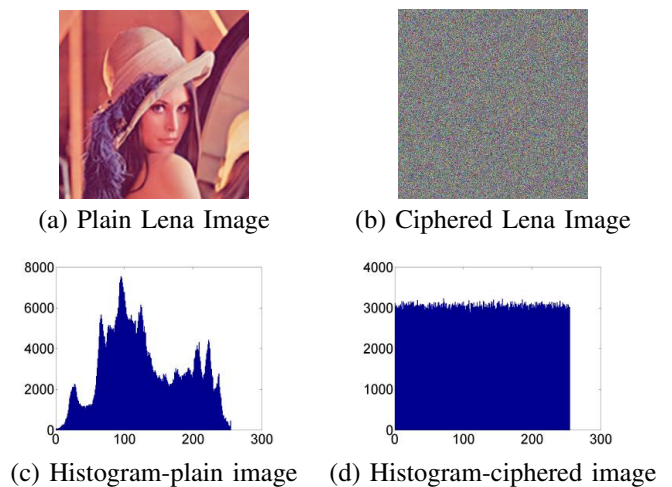 (a) Plain Lena Image
(b) Ciphered Lena Image
8000
6000
4000
2000
0
0 100 200 300
(c) Histogram-plain image
4000
3000
2000
1000
0
0 100 200 300
(d) Histogram-ciphered image